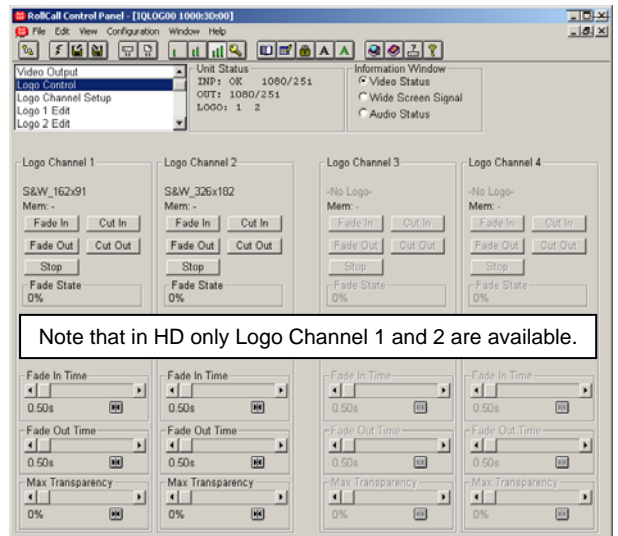 RollCall Control Panel - [IQLOG00 1000:3D:00]
File Edit View Configuration Window Help
Video Output
Logo Control
Logo Channel Setup
Logo 1 Edit
Logo 2 Edit
Unit Status
INP: OK 1080/25i
OUT: 1080/25i
LOGO: 1 2
Information Window
Video Status
Wide Screen Signal
Audio Status
Logo Channel 1 Logo Channel 2 Logo Channel 3 Logo Channel 4
S&W_162x91 S&W_326x182 -No Logo- -No Logo-
Mem: - Mem: - Mem: - Mem: -
Fade In Cut In Fade In Cut In Fade In Cut In Fade In Cut In
Fade Out Cut Out Fade Out Cut Out Fade Out Cut Out Fade Out Cut Out
Stop Stop Stop Stop
Fade State Fade State Fade State Fade State
0% 0% 0% 0%
Note that in HD only Logo Channel 1 and 2 are available.
Fade In Time Fade In Time Fade In Time Fade In Time
0.50s 0.50s 0.50s 0.50s
Fade Out Time Fade Out Time Fade Out Time Fade Out Time
0.50s 0.50s 0.50s 0.50s
Max Transparency Max Transparency Max Transparency Max Transparency
0% 0% 0% 0%